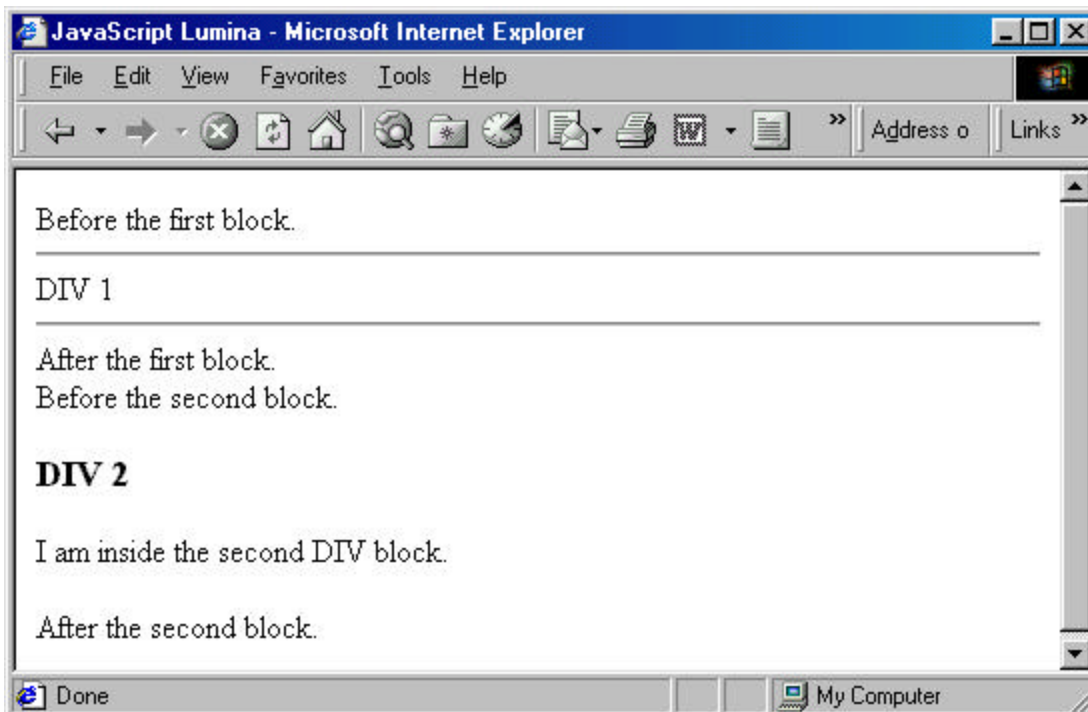 JavaScript Lumina - Microsoft Internet Explorer
File Edit View Favorites Tools Help
W » Address o Links »
Before the first block.
DIV 1
After the first block.
Before the second block.
DIV 2
I am inside the second DIV block.
After the second block.
Done My Computer